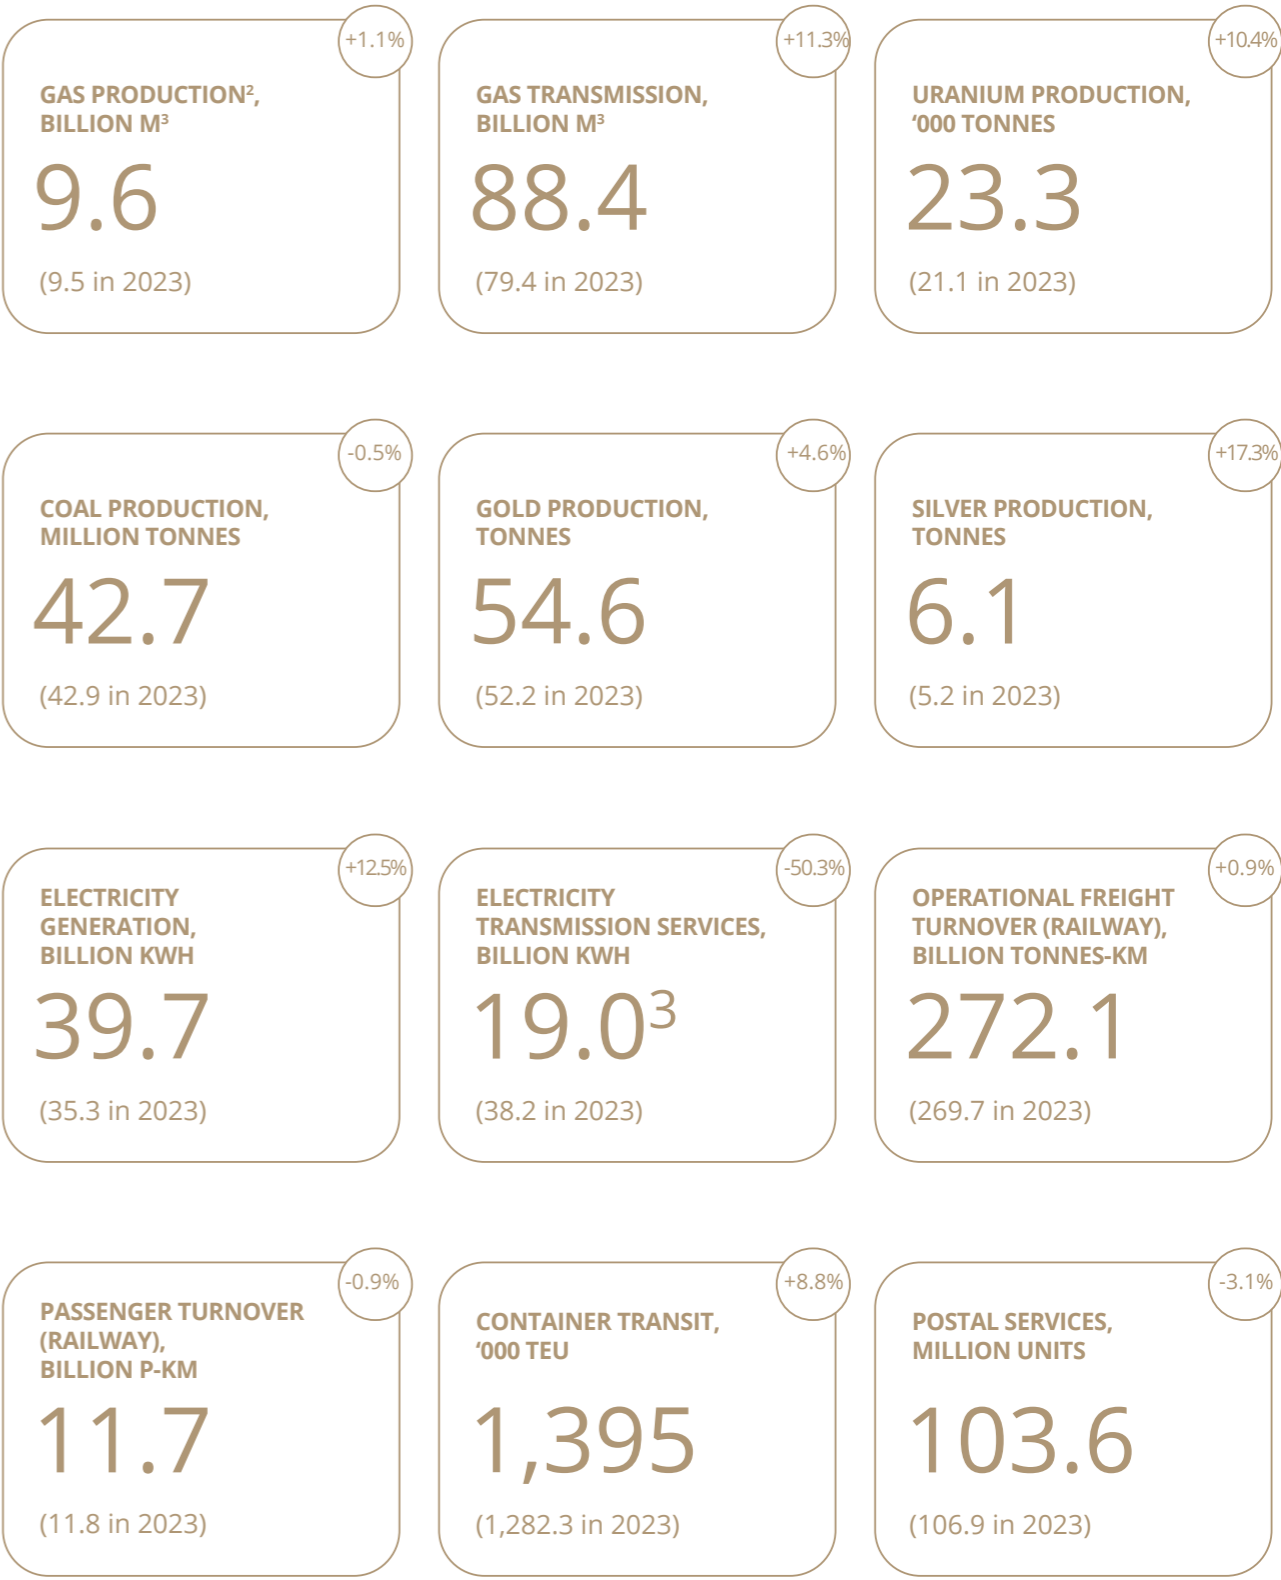 +1.1%
GAS PRODUCTION²,
BILLION M³
9.6
(9.5 in 2023)
+11.3%
GAS TRANSMISSION,
BILLION M³
88.4
(79.4 in 2023)
+10.4%
URANIUM PRODUCTION,
‘000 TONNES
23.3
(21.1 in 2023)
-0.5%
COAL PRODUCTION,
MILLION TONNES
42.7
(42.9 in 2023)
+4.6%
GOLD PRODUCTION,
TONNES
54.6
(52.2 in 2023)
+17.3%
SILVER PRODUCTION,
TONNES
6.1
(5.2 in 2023)
+12.5%
ELECTRICITY
GENERATION,
BILLION KWH
39.7
(35.3 in 2023)
-50.3%
ELECTRICITY
TRANSMISSION SERVICES,
BILLION KWH
19.0³
(38.2 in 2023)
+0.9%
OPERATIONAL FREIGHT
TURNOVER (RAILWAY),
BILLION TONNES-KM
272.1
(269.7 in 2023)
-0.9%
PASSENGER TURNOVER
(RAILWAY),
BILLION P-KM
11.7
(11.8 in 2023)
+8.8%
CONTAINER TRANSIT,
‘000 TEU
1,395
(1,282.3 in 2023)
-3.1%
POSTAL SERVICES,
MILLION UNITS
103.6
(106.9 in 2023)